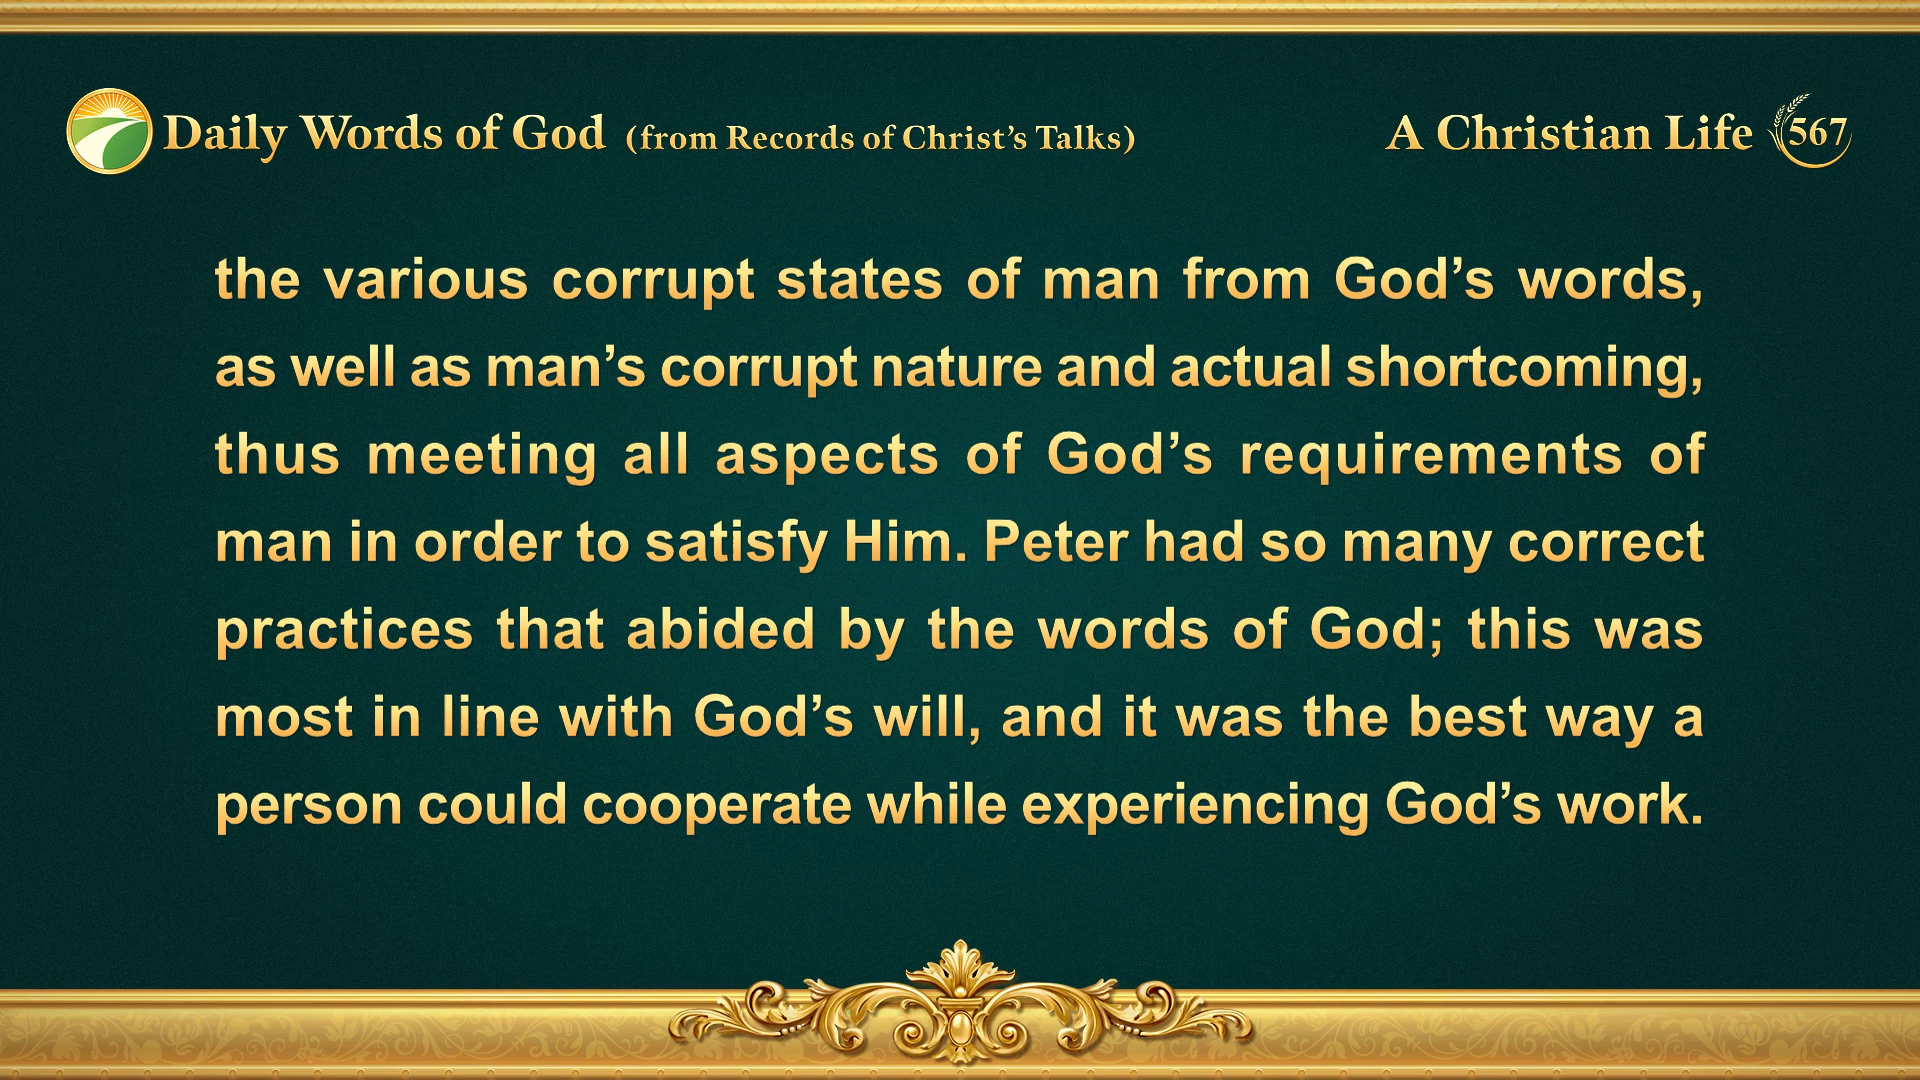 Daily Words of God (from Records of Christ’s Talks)
A Christian Life 567
the various corrupt states of man from God’s words,
as well as man’s corrupt nature and actual shortcoming,
thus meeting all aspects of God’s requirements of
man in order to satisfy Him. Peter had so many correct
practices that abided by the words of God; this was
most in line with God’s will, and it was the best way a
person could cooperate while experiencing God’s work.